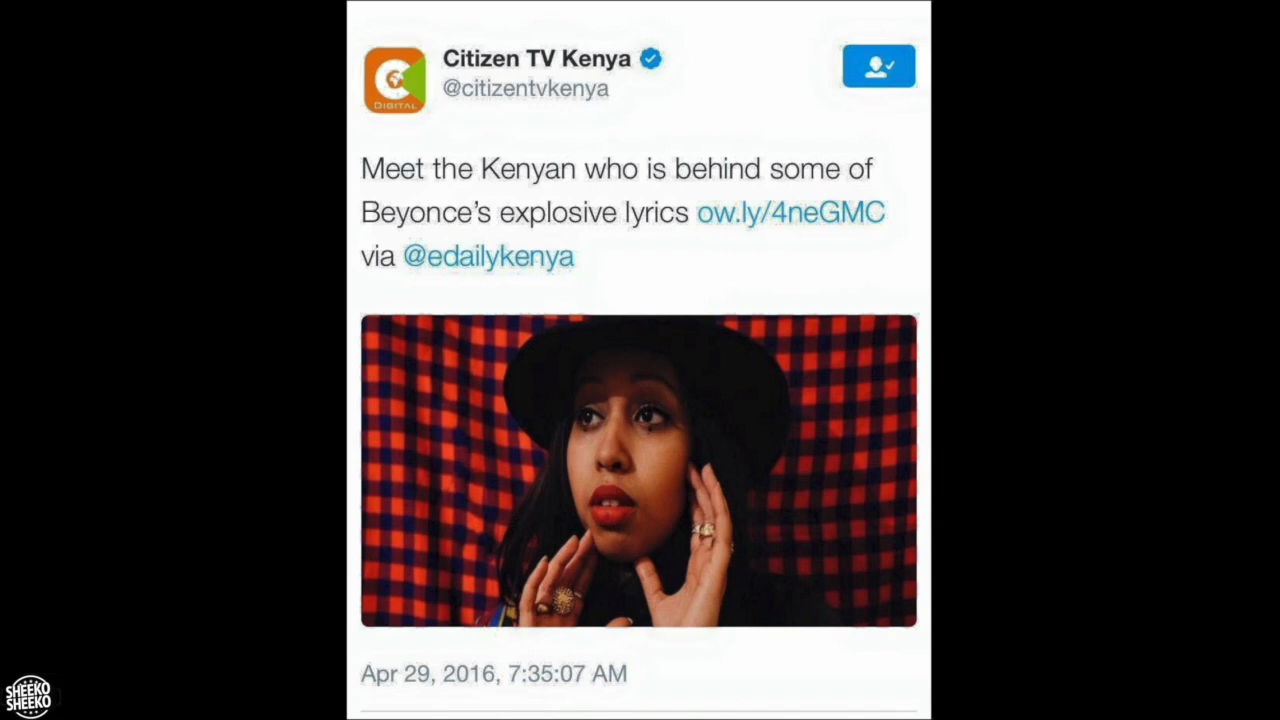 Citizen TV Kenya
@citizentvkenya
DIGITAL
Meet the Kenyan who is behind some of
Beyonce’s explosive lyrics ow.ly/4neGMC
via @edailykenya
Apr 29, 2016, 7:35:07 AM
SHEEKO
SHEEKO